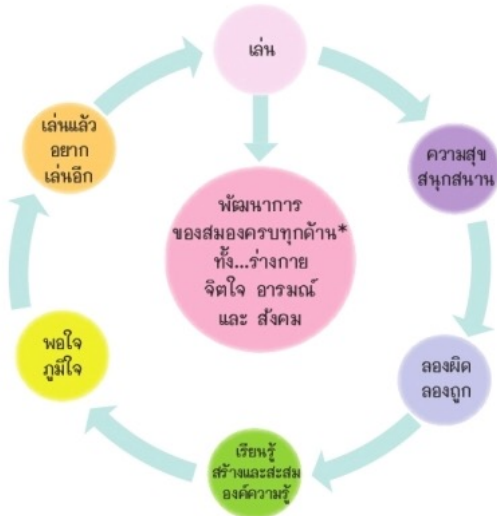 เล่น
ความสุข
สนุกสนาน
ลองผิด
ลองถูก
เรียนรู้
สร้างและสะสม
องค์ความรู้
พอใจ
ภูมิใจ
เล่นแล้ว
อยาก
เล่นอีก
พัฒนาการ
ของสมองครบทุกด้าน*
ทั้ง...ร่างกาย
จิตใจ อารมณ์
และ สังคม